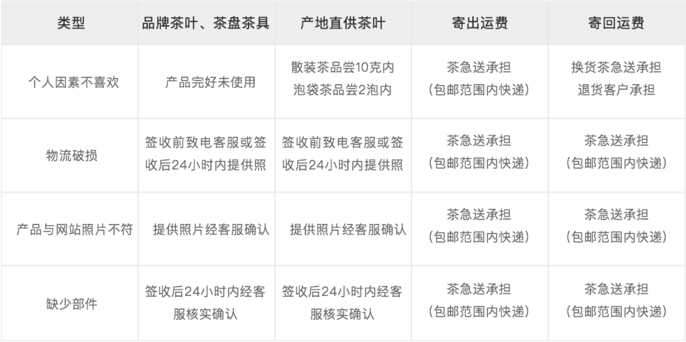 类型 品牌茶叶、茶盘茶具 产地直供茶叶 寄出运费 寄回运费
个人因素不喜欢 产品完好未使用 散装茶品尝10克内 茶急送承担 换货茶急送承担
泡袋茶品尝2泡内 （包邮范围内快递） 退货客户承担
物流破损 签收前致电客服或签 签收前致电客服或签 茶急送承担 茶急送承担
收后24小时内提供照 收后24小时内提供照 （包邮范围内快递） （包邮范围内快递）
产品与网站照片不符 提供照片经客服确认 提供照片经客服确认 茶急送承担 茶急送承担
（包邮范围内快递） （包邮范围内快递）
缺少部件 签收后24小时内经客 签收后24小时内经客 茶急送承担 茶急送承担
服核实确认 服核实确认 （包邮范围内快递） （包邮范围内快递）